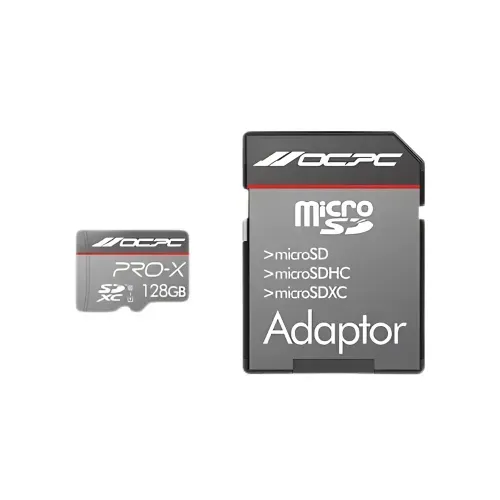 OCPC
PRO-X
SD XC 128GB
OCPC
micro
SD
>microSD
>microSDHC
>microSDXC
Adaptor